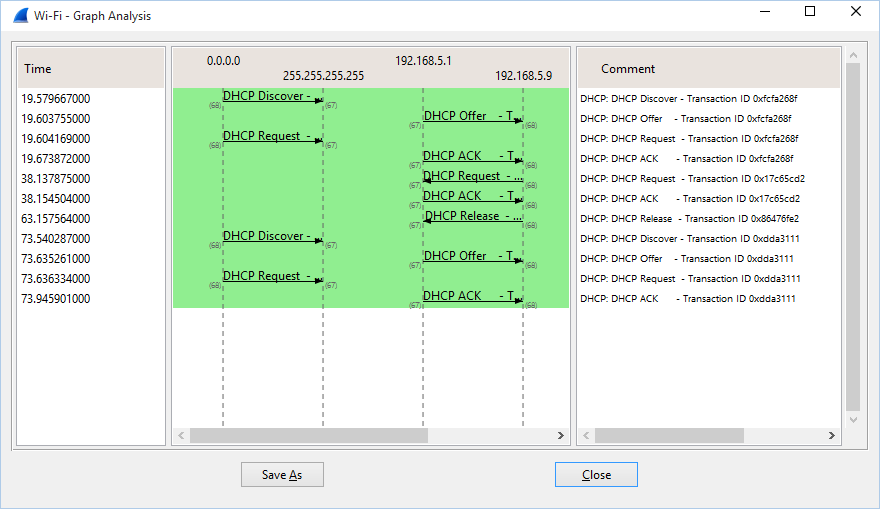 Wi-Fi - Graph Analysis
Time
0.0.0.0
192.168.5.1
255.255.255.255
192.168.5.9
Comment
19.579667000 (68) DHCP Discover - (67) DHCP: DHCP Discover - Transaction ID 0xfcfa268f
19.603755000 (67) DHCP Offer - T... (68) DHCP: DHCP Offer - Transaction ID 0xfcfa268f
19.604169000 (68) DHCP Request - (67) DHCP: DHCP Request - Transaction ID 0xfcfa268f
19.673872000 (67) DHCP ACK - T... (68) DHCP: DHCP ACK - Transaction ID 0xfcfa268f
38.137875000 (67) DHCP Request - ... (68) DHCP: DHCP Request - Transaction ID 0x17c65cd2
38.154504000 (67) DHCP ACK - T... (68) DHCP: DHCP ACK - Transaction ID 0x17c65cd2
63.157564000 (67) DHCP Release - ... (68) DHCP: DHCP Release - Transaction ID 0x86476fe2
73.540287000 (68) DHCP Discover - (67) DHCP: DHCP Discover - Transaction ID 0xdda3111
73.635261000 (67) DHCP Offer - T... (68) DHCP: DHCP Offer - Transaction ID 0xdda3111
73.636334000 (68) DHCP Request - (67) DHCP: DHCP Request - Transaction ID 0xdda3111
73.945901000 (67) DHCP ACK - T... (68) DHCP: DHCP ACK - Transaction ID 0xdda3111
Save As
Close